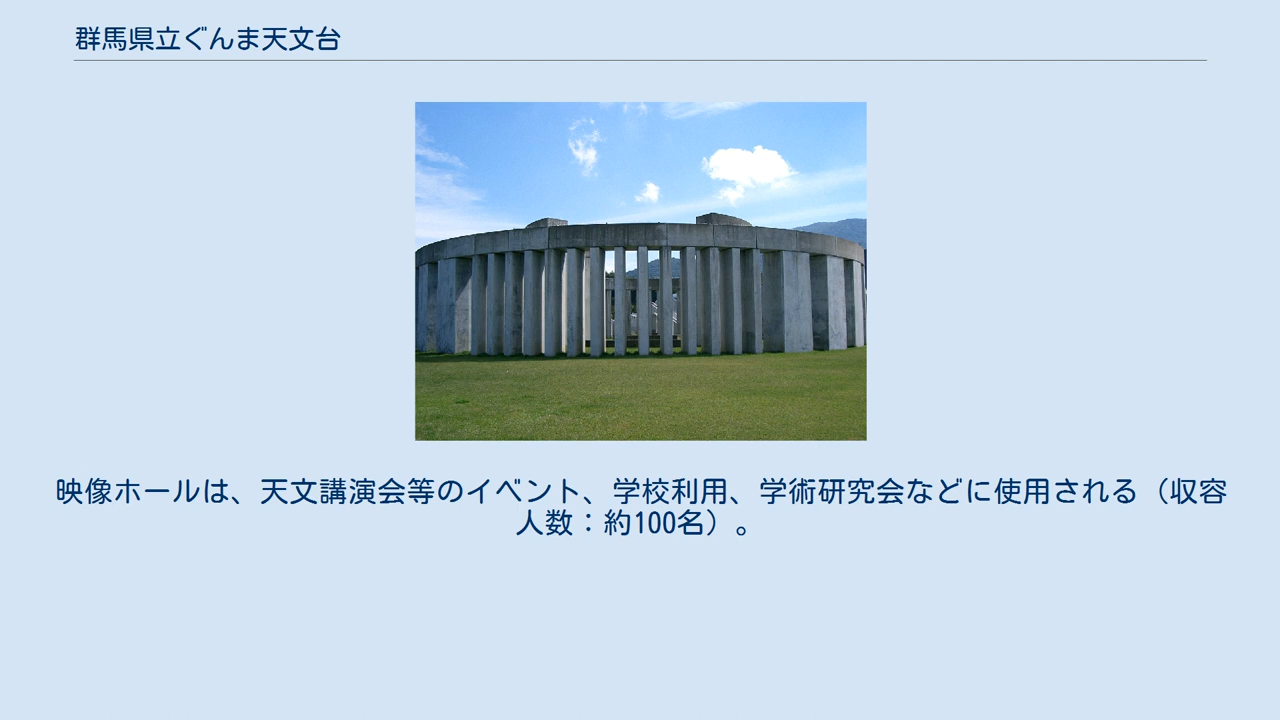 群馬県立ぐんま天文台
映像ホールは、天文講演会等のイベント、学校利用、学術研究会などに使用される（収容
人数：約100名）。